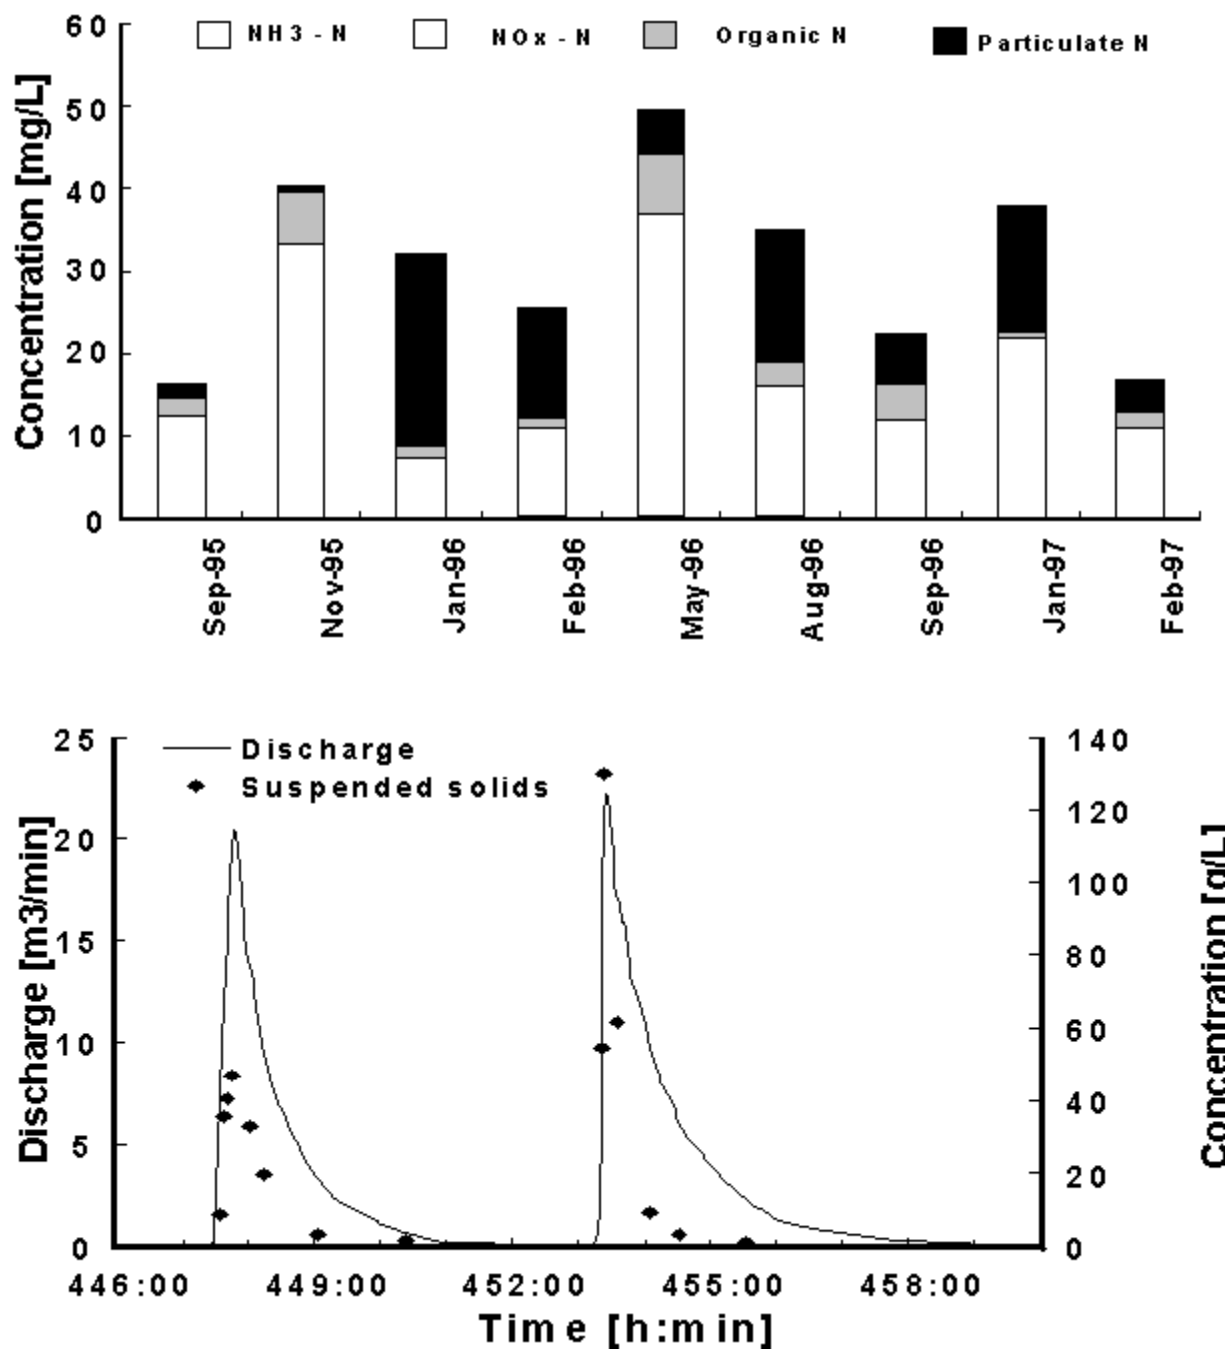 60
NH3 - N NOx - N Organic N Particulate N
50
40
30
20
10
0
Concentration [mg/L]
Sep-95 Nov-95 Jan-96 Feb-96 May-96 Aug-96 Sep-96 Jan-97 Feb-97
25 Discharge 140
Suspended solids
120
20
100
15
80
10 60
40
5
20
0 0
Discharge [m3/min]
Concentration [g/L]
446:00 449:00 452:00 455:00 458:00
Time [h:min]